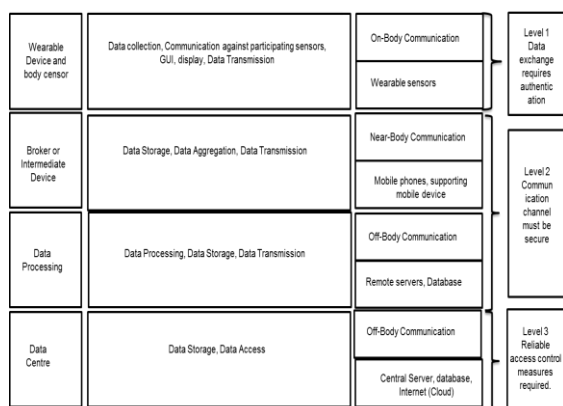 Wearable
Device and
body censor
Data collection, Communication against participating sensors,
GUI, display, Data Transmission
On-Body Communication
Wearable sensors
Level 1
Data
exchange
requires
authentic
ation
Broker or
Intermediate
Device
Data Storage, Data Aggregation, Data Transmission
Near-Body Communication
Mobile phones, supporting
mobile device
Level 2
Commun
ication
channel
must be
secure
Data
Processing
Data Processing, Data Storage, Data Transmission
Off-Body Communication
Remote servers, Database
Data
Centre
Data Storage, Data Access
Off-Body Communication
Central Server, database,
Internet (Cloud)
Level 3
Reliable
access control
measures
required.